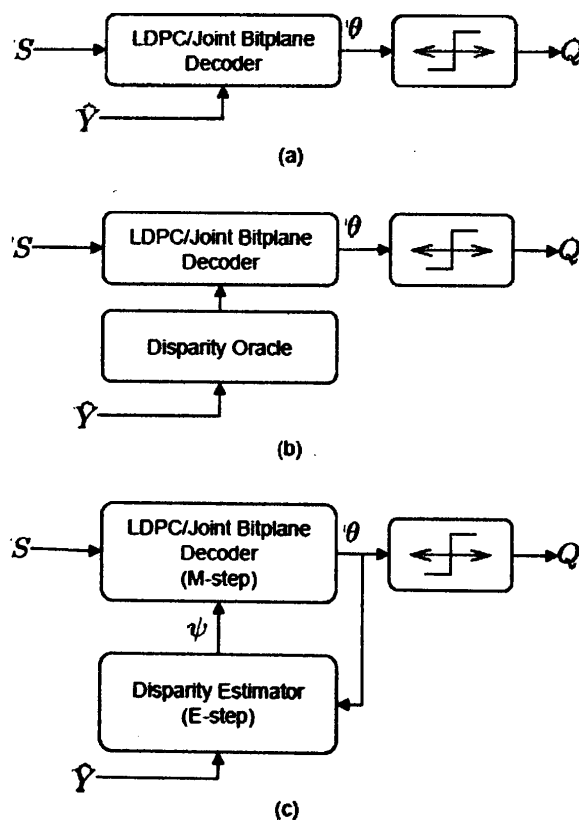 S
LDPC/Joint Bitplane
Decoder
θ
Q
Ŷ
(a)
S
LDPC/Joint Bitplane
Decoder
θ
Q
Disparity Oracle
Ŷ
(b)
S
LDPC/Joint Bitplane
Decoder
(M-step)
θ
Q
ψ
Disparity Estimator
(E-step)
Ŷ
(c)